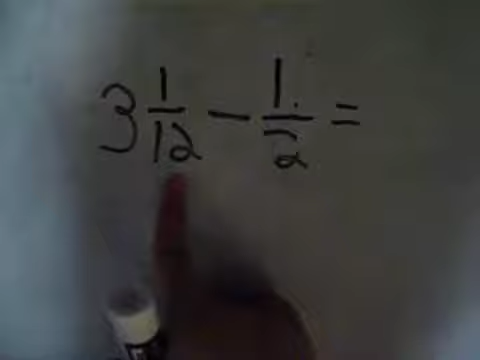 3 1/12 - 1/2 =